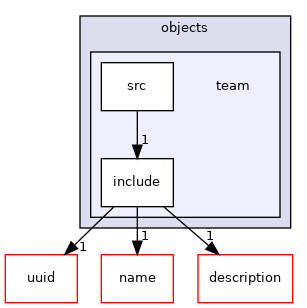 objects
src
team
1
include
1
1
1
uuid
name
description